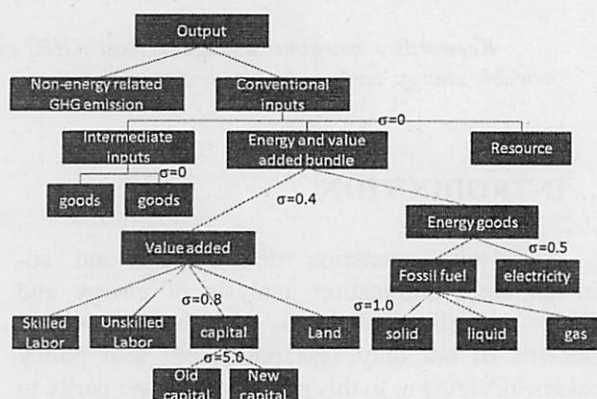 Output
Non-energy related
GHG emission
Conventional
inputs
σ=0
Intermediate
inputs
Energy and value
added bundle
Resource
σ=0
goods
goods
σ=0.4
Energy goods
Value added
σ=0.5
Fossil fuel
electricity
σ=0.8
σ=1.0
Skilled
Labor
Unskilled
Labor
capital
Land
solid
liquid
gas
σ=5.0
Old
capital
New
capital